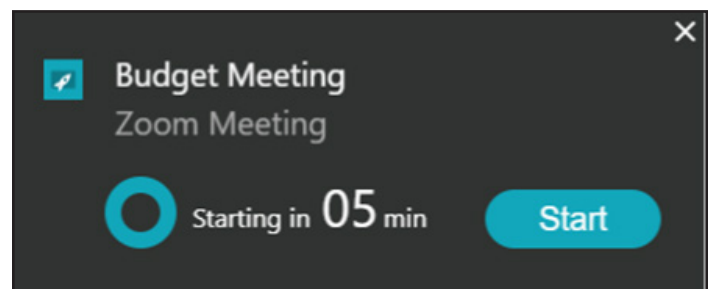 Budget Meeting
Zoom Meeting
Starting in 05 min
Start